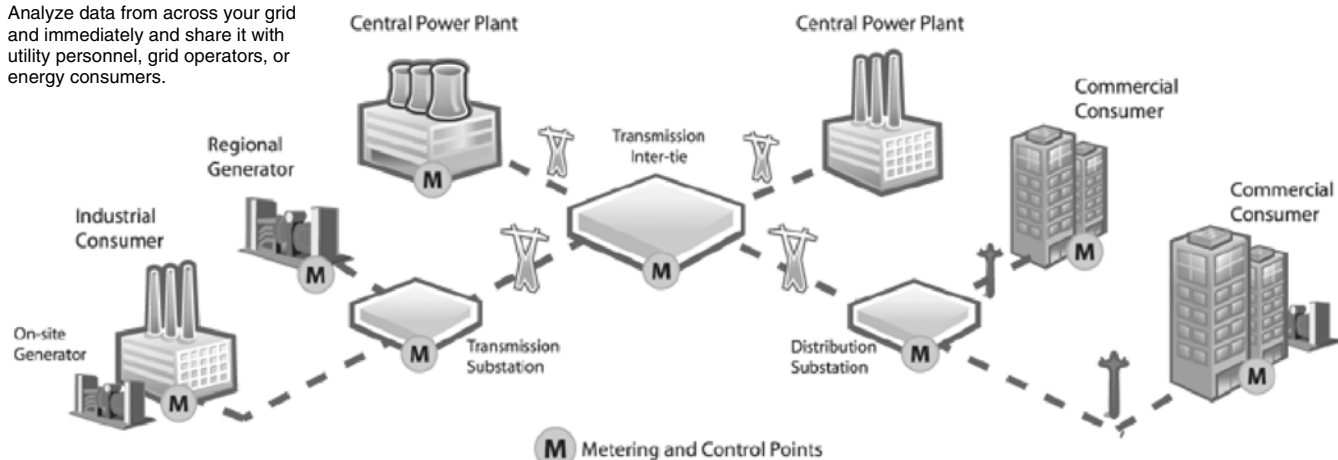 Analyze data from across your grid
and immediately and share it with
utility personnel, grid operators, or
energy consumers.
Central Power Plant
Central Power Plant
Commercial
Consumer
Transmission
Inter-tie
Regional
Generator
M
Commercial
Consumer
Industrial
Consumer
M
M
M
On-site
Generator
Transmission
Substation
Distribution
Substation
M
M
M
M
M Metering and Control Points